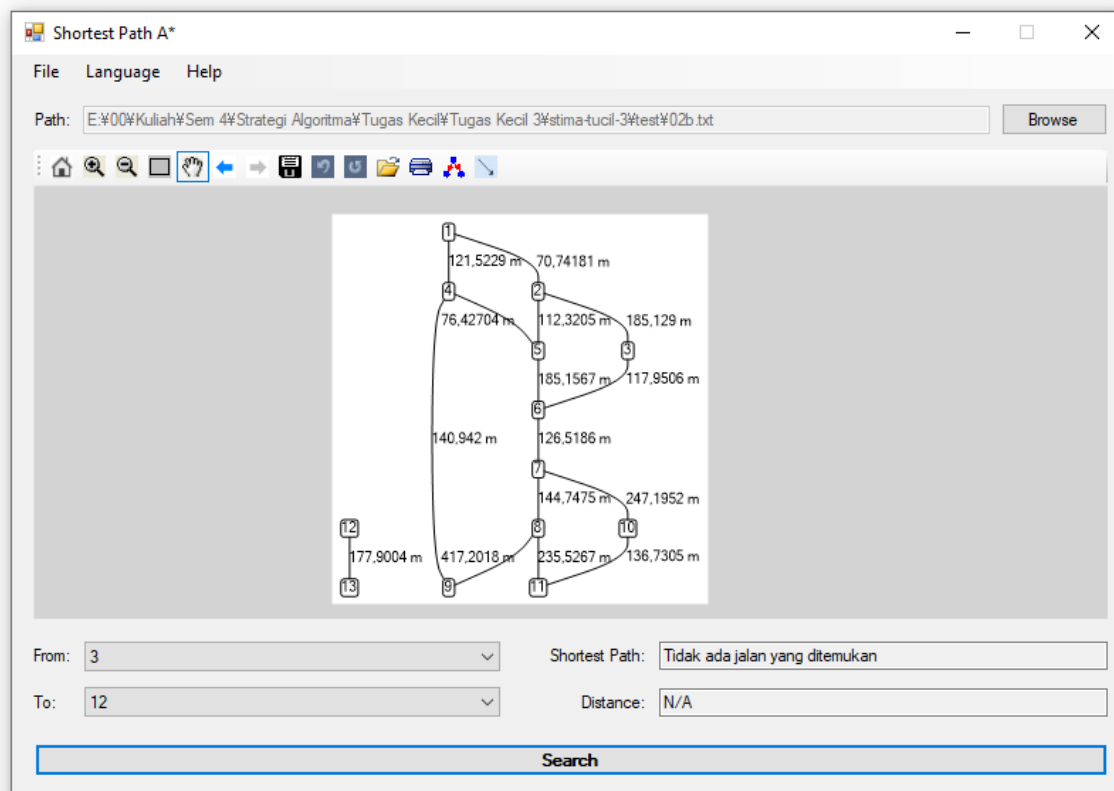 Shortest Path A*
File Language Help
Path: E:¥00¥Kuliah¥Sem 4¥Strategi Algoritma¥Tugas Kecil¥Tugas Kecil 3¥stima-tucil-3¥test¥02b.txt Browse
1
121,5229 m 70,74181 m
4 2
76,42704 m 112,3205 m 185,129 m
5 3
185,1567 m 117,9506 m
6
140,942 m 126,5186 m
7
144,7475 m 247,1952 m
12 8 10
177,9004 m 417,2018 m 235,5267 m 136,7305 m
13 9 11
From: 3 Shortest Path: Tidak ada jalan yang ditemukan
To: 12 Distance: N/A
Search